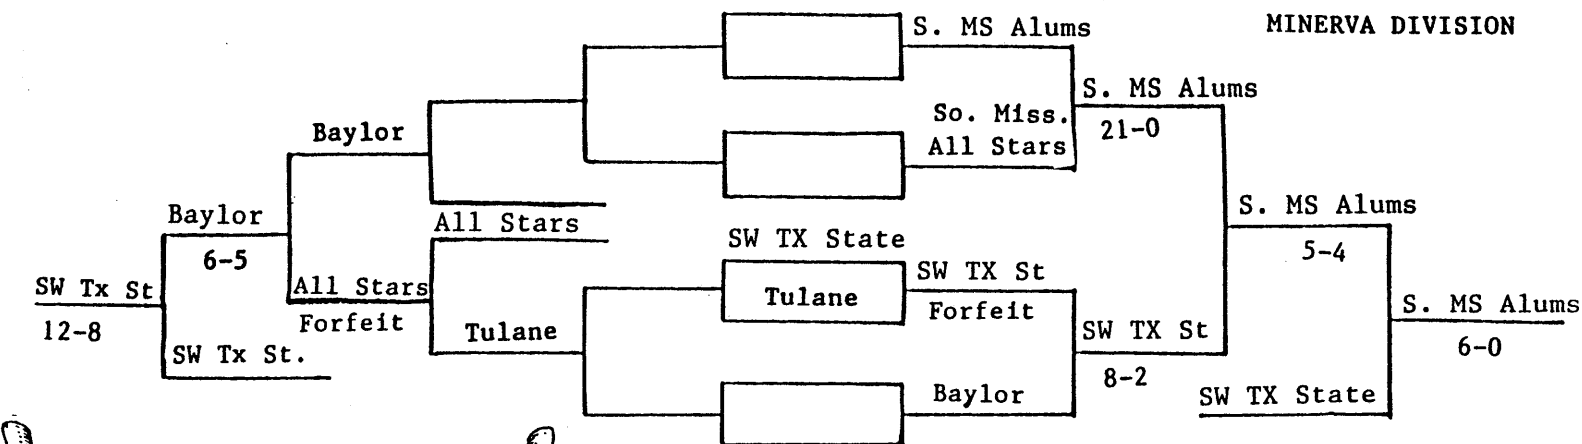 S. MS Alums
MINERVA DIVISION
S. MS Alums
21-0
So. Miss.
All Stars
Baylor
Baylor
6-5
All Stars
SW TX State
S. MS Alums
5-4
SW Tx St
12-8
All Stars
Forfeit
Tulane
Tulane
SW TX St
Forfeit
SW TX St
8-2
S. MS Alums
6-0
SW Tx St.
Baylor
SW TX State